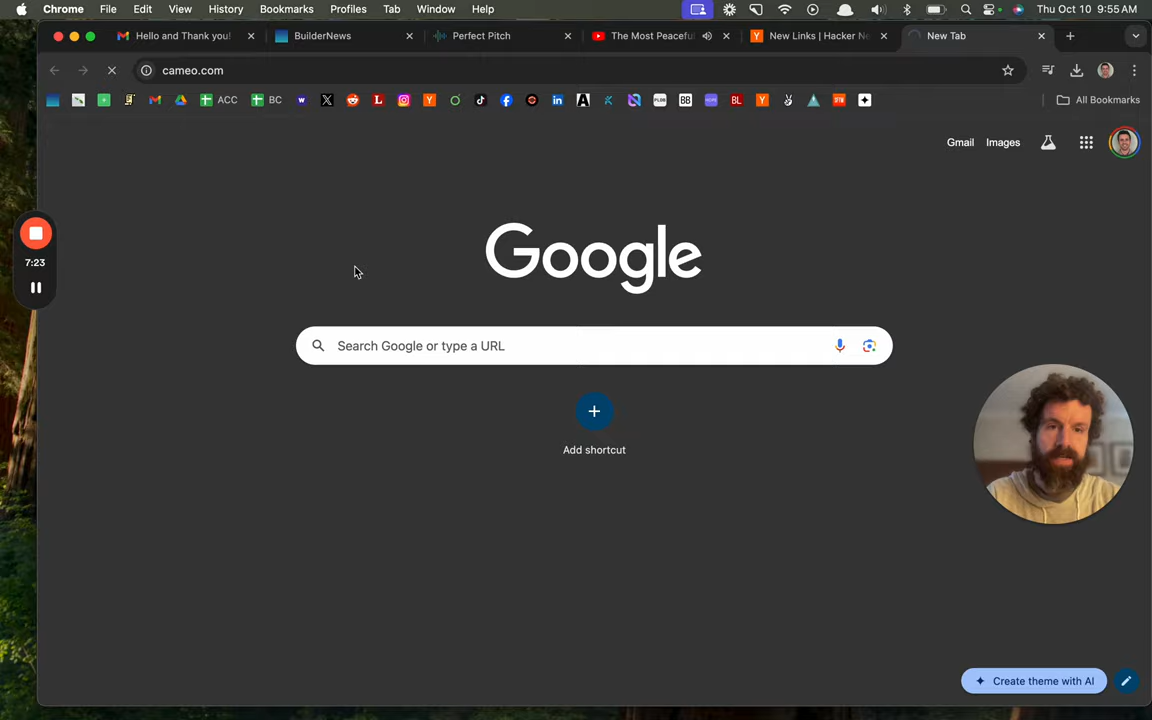 Chrome File Edit View History Bookmarks Profiles Tab Window Help Thu Oct 10 9:55 AM
Hello and Thank you! BuilderNews Perfect Pitch The Most Peaceful New Links | Hacker Ne New Tab
cameo.com
ACC BC All Bookmarks
Gmail Images
Google
7:23
Search Google or type a URL
Add shortcut
Create theme with AI